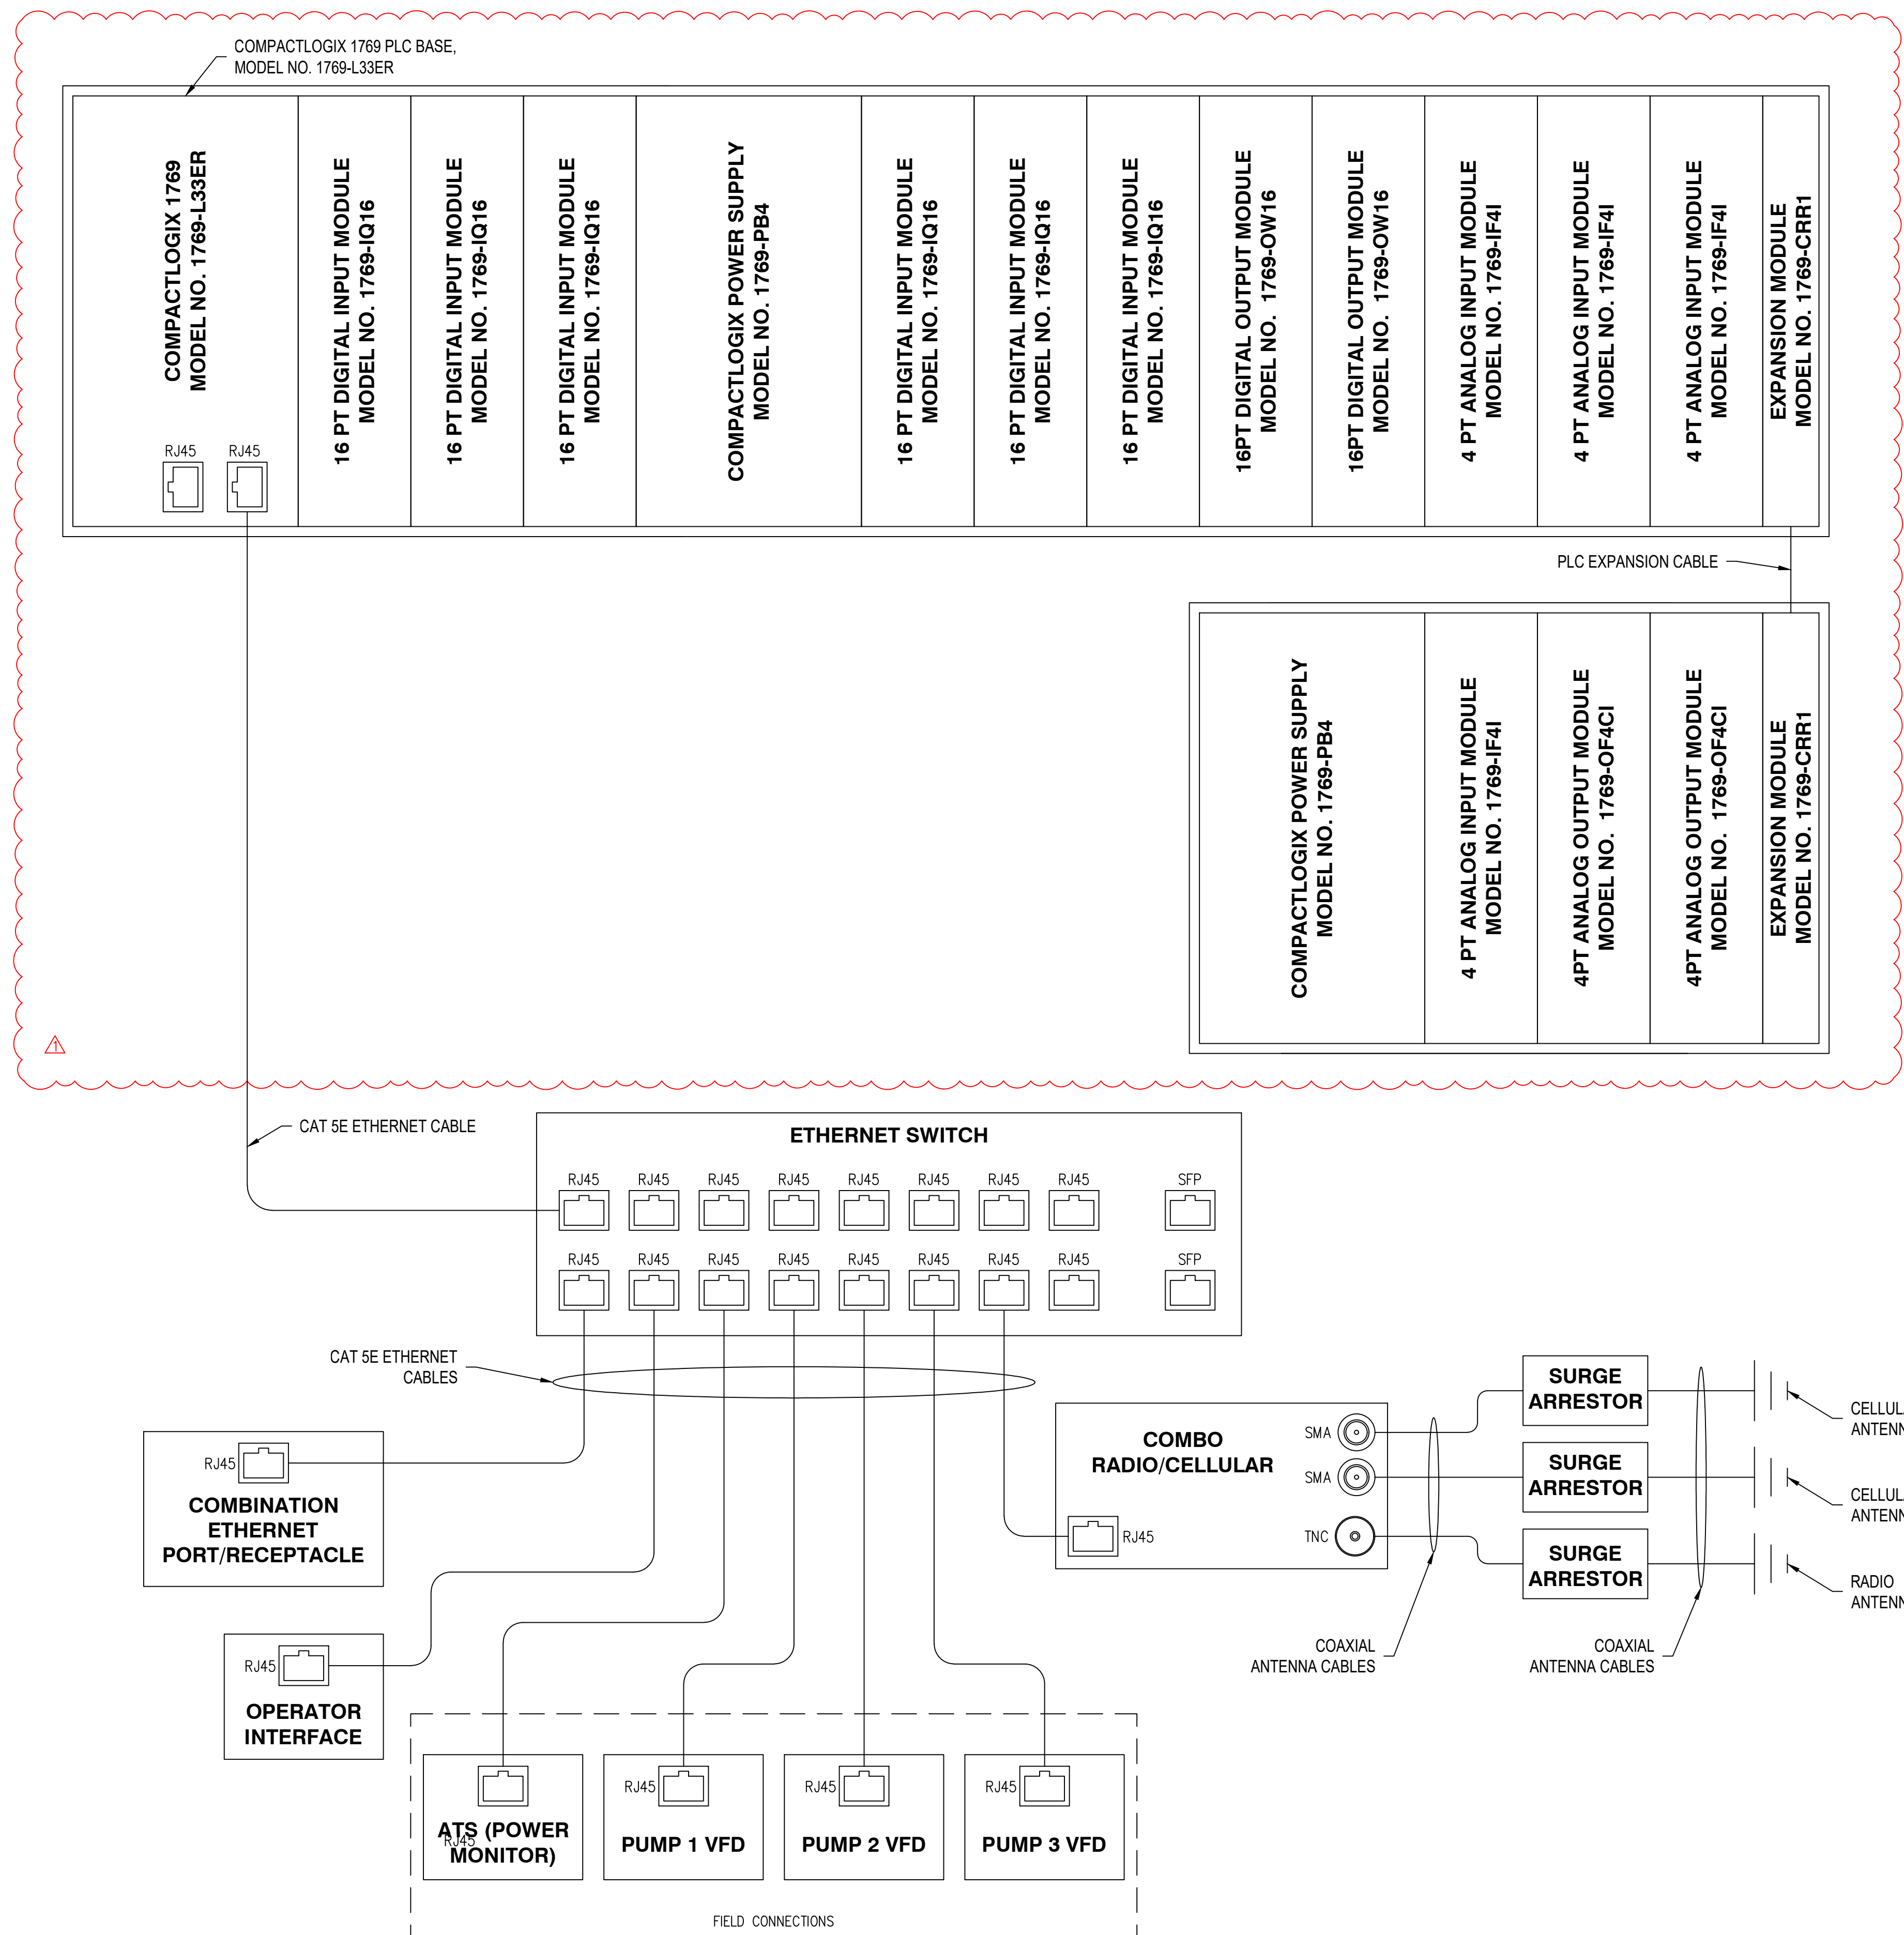 COMPACTLOGIX 1769 PLC BASE,
MODEL NO. 1769-L33ER
COMPACTLOGIX 1769
MODEL NO. 1769-L33ER
RJ45
RJ45
16 PT DIGITAL INPUT MODULE
MODEL NO. 1769-IQ16
16 PT DIGITAL INPUT MODULE
MODEL NO. 1769-IQ16
16 PT DIGITAL INPUT MODULE
MODEL NO. 1769-IQ16
COMPACTLOGIX POWER SUPPLY
MODEL NO. 1769-PB4
16 PT DIGITAL INPUT MODULE
MODEL NO. 1769-IQ16
16 PT DIGITAL INPUT MODULE
MODEL NO. 1769-IQ16
16 PT DIGITAL INPUT MODULE
MODEL NO. 1769-IQ16
16PT DIGITAL OUTPUT MODULE
MODEL NO. 1769-OW16
16PT DIGITAL OUTPUT MODULE
MODEL NO. 1769-OW16
4 PT ANALOG INPUT MODULE
MODEL NO. 1769-IF4I
4 PT ANALOG INPUT MODULE
MODEL NO. 1769-IF4I
4 PT ANALOG INPUT MODULE
MODEL NO. 1769-IF4I
EXPANSION MODULE
MODEL NO. 1769-CRR1
PLC EXPANSION CABLE
COMPACTLOGIX POWER SUPPLY
MODEL NO. 1769-PB4
4 PT ANALOG INPUT MODULE
MODEL NO. 1769-IF4I
4PT ANALOG OUTPUT MODULE
MODEL NO. 1769-OF4CI
4PT ANALOG OUTPUT MODULE
MODEL NO. 1769-OF4CI
EXPANSION MODULE
MODEL NO. 1769-CRR1
1
CAT 5E ETHERNET CABLE
ETHERNET SWITCH
RJ45 RJ45 RJ45 RJ45 RJ45 RJ45 RJ45 RJ45 SFP
RJ45 RJ45 RJ45 RJ45 RJ45 RJ45 RJ45 RJ45 SFP
CAT 5E ETHERNET
CABLES
RJ45
COMBINATION
ETHERNET
PORT/RECEPTACLE
RJ45
OPERATOR
INTERFACE
COMBO
RADIO/CELLULAR
SMA
SMA
TNC
RJ45
SURGE
ARRESTOR
SURGE
ARRESTOR
SURGE
ARRESTOR
RADIO
COAXIAL
ANTENNA CABLES
COAXIAL
ANTENNA CABLES
ATS (POWER
RJ45
MONITOR)
RJ45
PUMP 1 VFD
RJ45
PUMP 2 VFD
RJ45
PUMP 3 VFD
FIELD CONNECTIONS